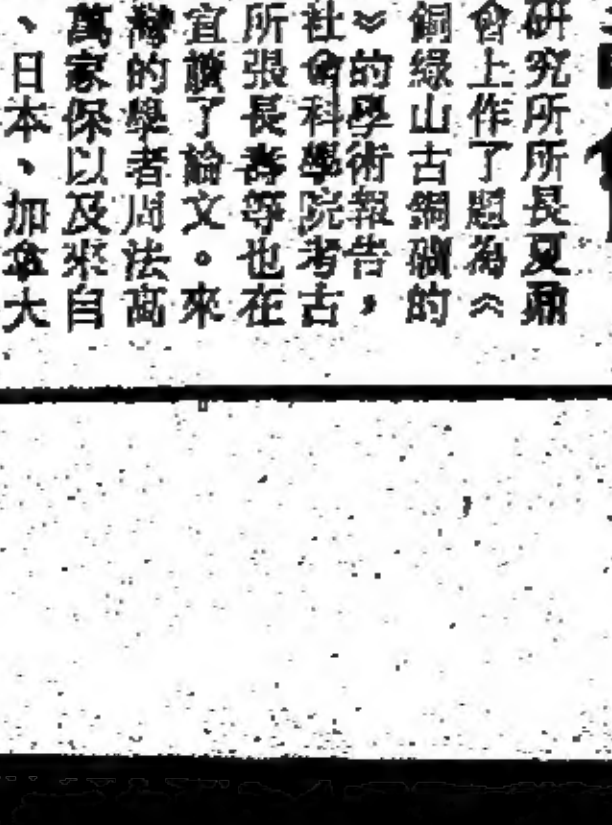 研究所所長夏鼐
會上作了題為《
銅綠山古銅礦的
》的學術報告，
社會科學院考古
所張長壽等也在
宣讀了論文。來
灣的學者周法高
萬家保以及來自
、日本、加拿大